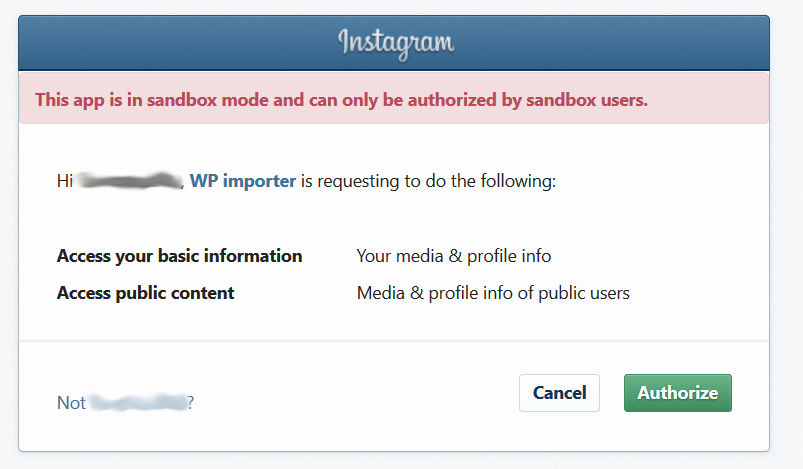 Instagram
This app is in sandbox mode and can only be authorized by sandbox users.
Hi , WP importer is requesting to do the following:
Access your basic information Your media & profile info
Access public content Media & profile info of public users
Not ?
Cancel Authorize